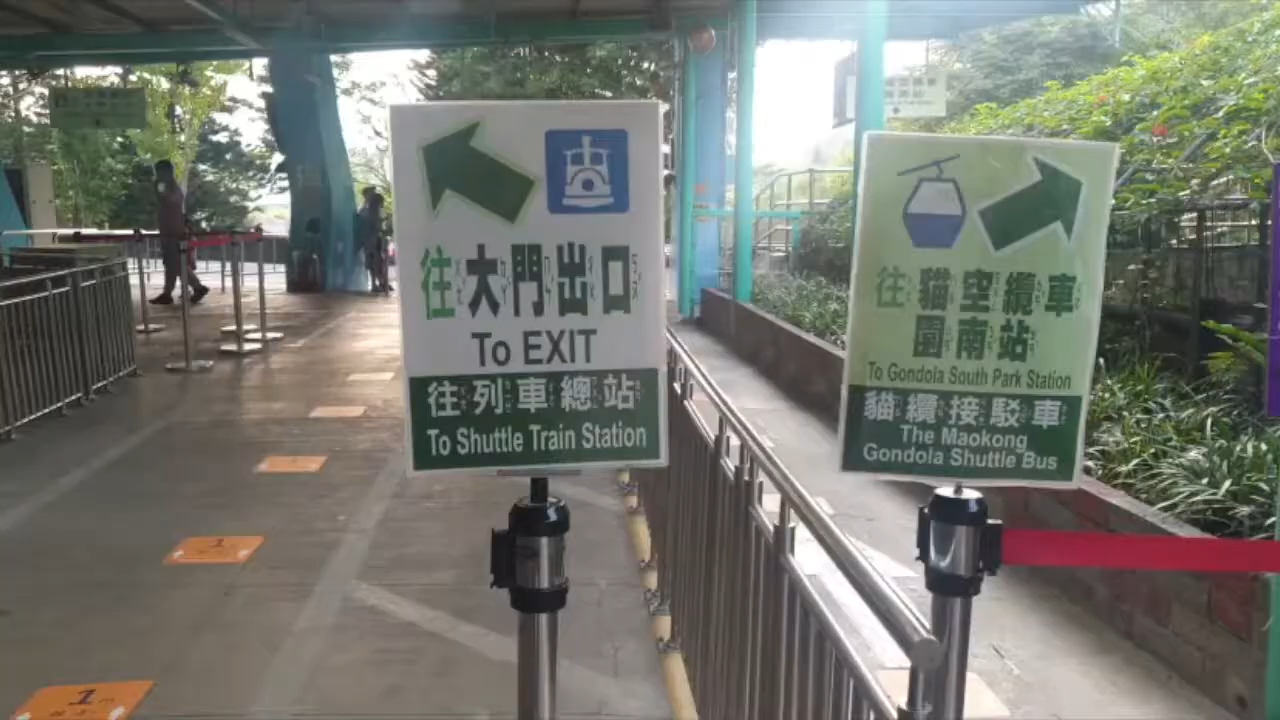 往大門出口
To EXIT
往列車總站
To Shuttle Train Station
往貓空纜車
園南站
To Gondola South Park Station
貓纜接駁車
The Maokong
Gondola Shuttle Bus
1
1m